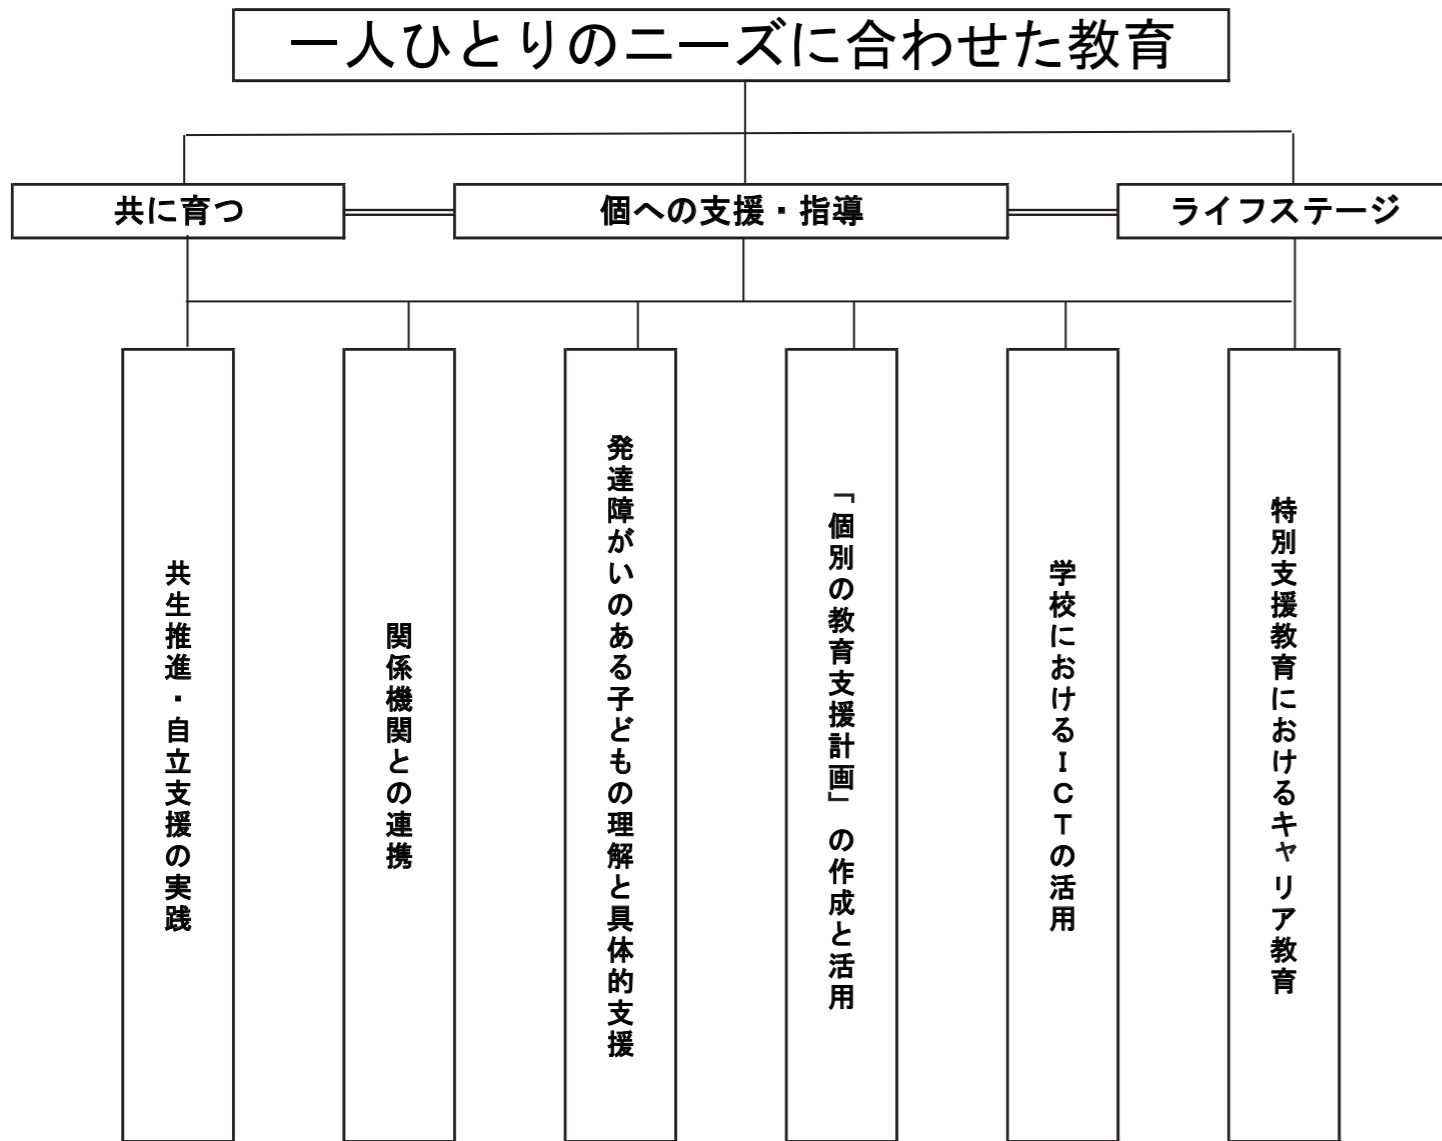 一人ひとりのニーズに合わせた教育
共に育つ
個への支援・指導
ライフステージ
共生推進・自立支援の実践
関係機関との連携
発達障がいのある子どもの理解と具体的支援
「個別の教育支援計画」の作成と活用
学校におけるＩＣＴの活用
特別支援教育におけるキャリア教育